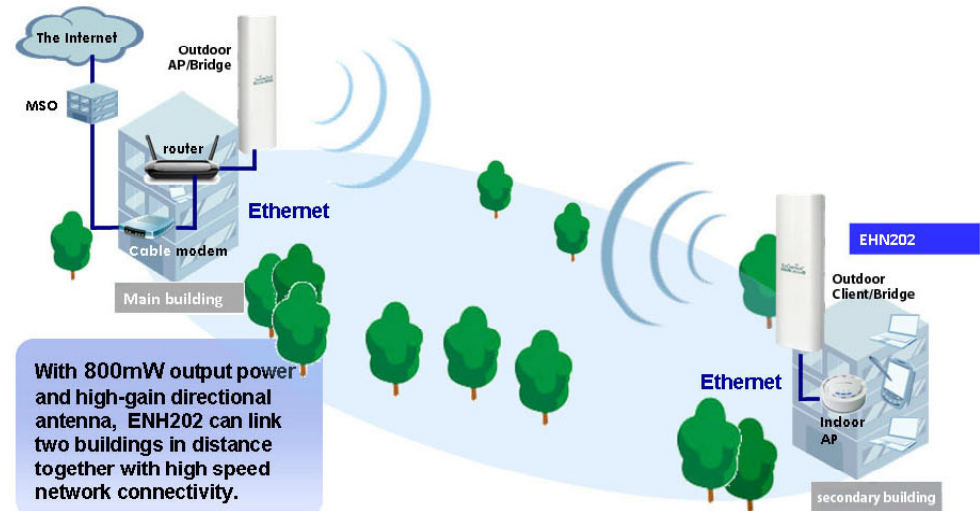 The Internet
MSO
Outdoor
AP/Bridge
router
Ethernet
Cable modem
Main building
EHN202
Outdoor
Client/Bridge
Ethernet
Indoor
AP
secondary building
With 800mW output power
and high-gain directional
antenna, ENH202 can link
two buildings in distance
together with high speed
network connectivity.